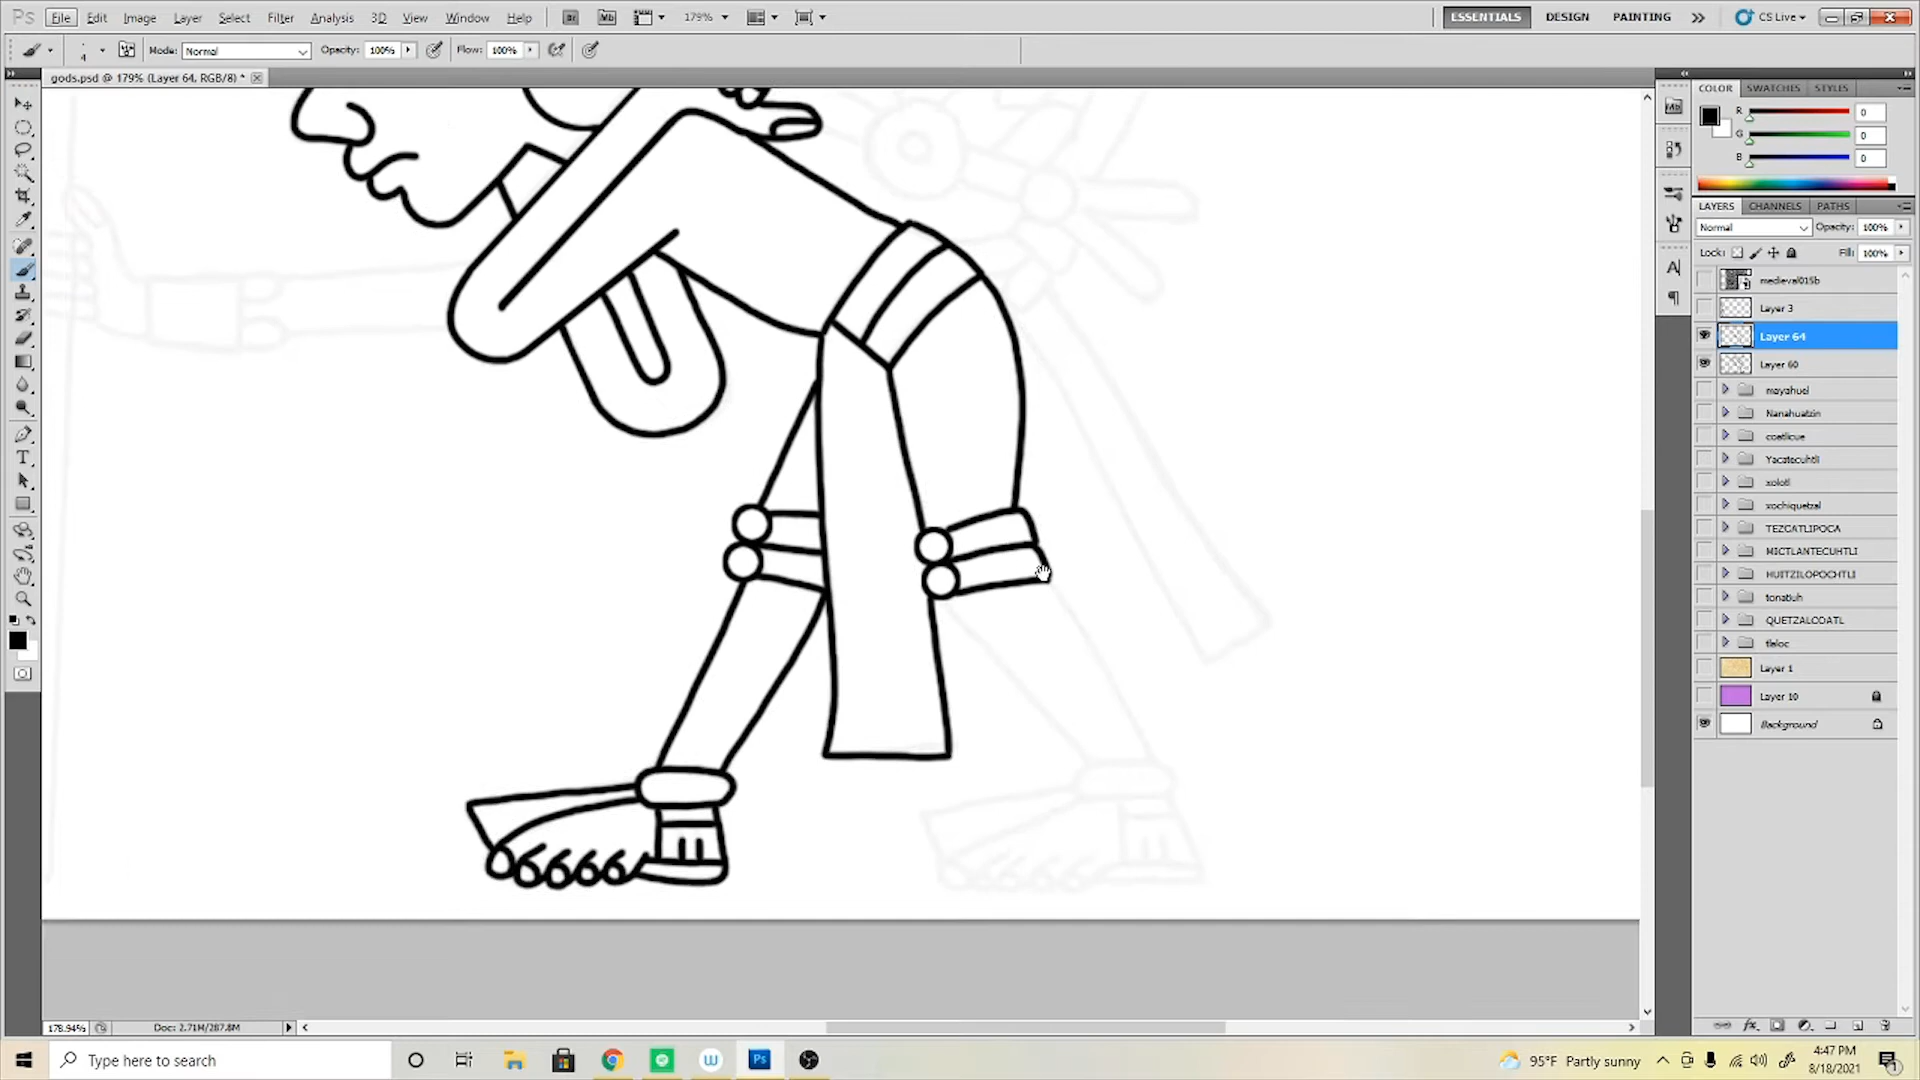 Ps File Edit Image Layer Select Filter Analysis 3D View Window Help Br Mb 179% ESSENTIALS DESIGN PAINTING CS Live
4 Mode: Normal Opacity: 100% Flow: 100%
gods.psd @ 179% (Layer 64, RGB/8) *
COLOR SWATCHES STYLES
R 0
G 0
B 0
LAYERS CHANNELS PATHS
Normal Opacity: 100%
Lock: Fill: 100%
medieval015b
Layer 3
Layer 64
Layer 60
mayahuel
Nanahuatzin
coatlicue
Yacatecuhtli
xolotl
xochiquetzal
TEZCATLIPOCA
MICTLANTECUHTLI
HUITZILOPOCHTLI
tonatiuh
QUETZALCOATL
tlaloc
Layer 1
Layer 10
Background
178.94% Doc: 2.71M/287.8M
Type here to search Ps 95°F Partly sunny 4:47 PM
8/18/2021